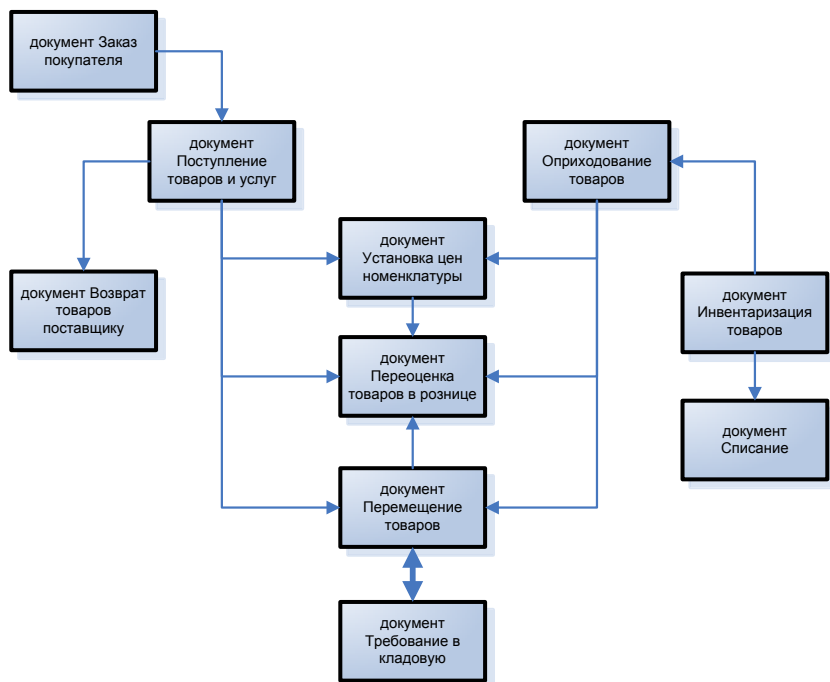 документ Заказ
покупателя
документ
Поступление
товаров и услуг
документ
Оприходование
товаров
документ
Установка цен
номенклатуры
документ Возврат
товаров
поставщику
документ
Инвентаризация
товаров
документ
Переоценка
товаров в рознице
документ
Списание
документ
Перемещение
товаров
документ
Требование в
кладовую